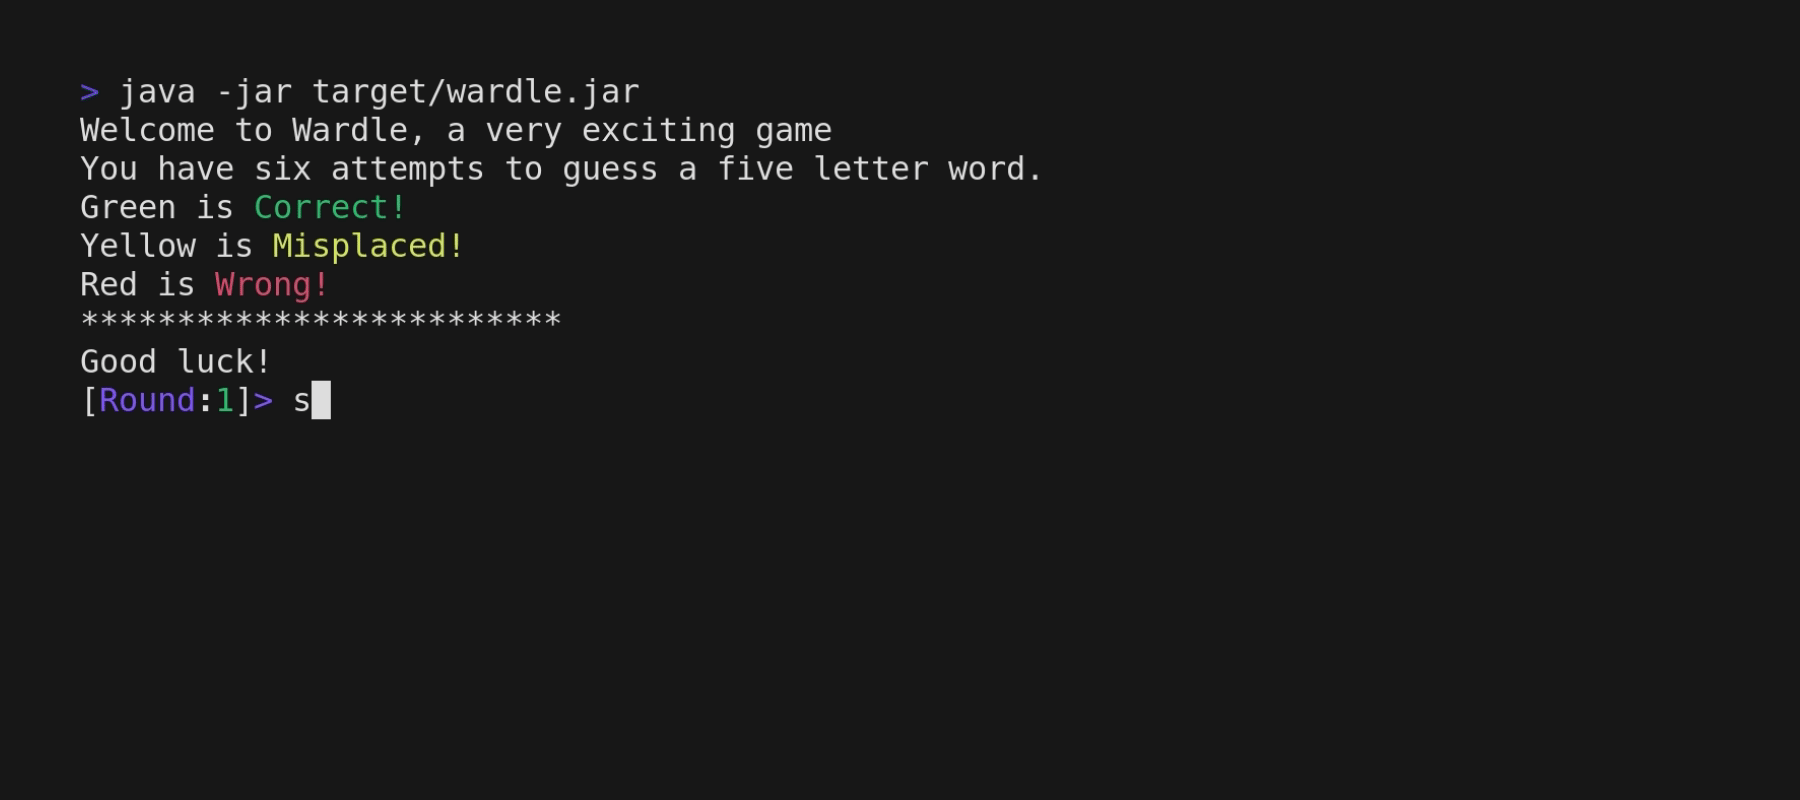 > java -jar target/wardle.jar
Welcome to Wardle, a very exciting game
You have six attempts to guess a five letter word.
Green is Correct!
Yellow is Misplaced!
Red is Wrong!
*************************
Good luck!
[Round:1]> s